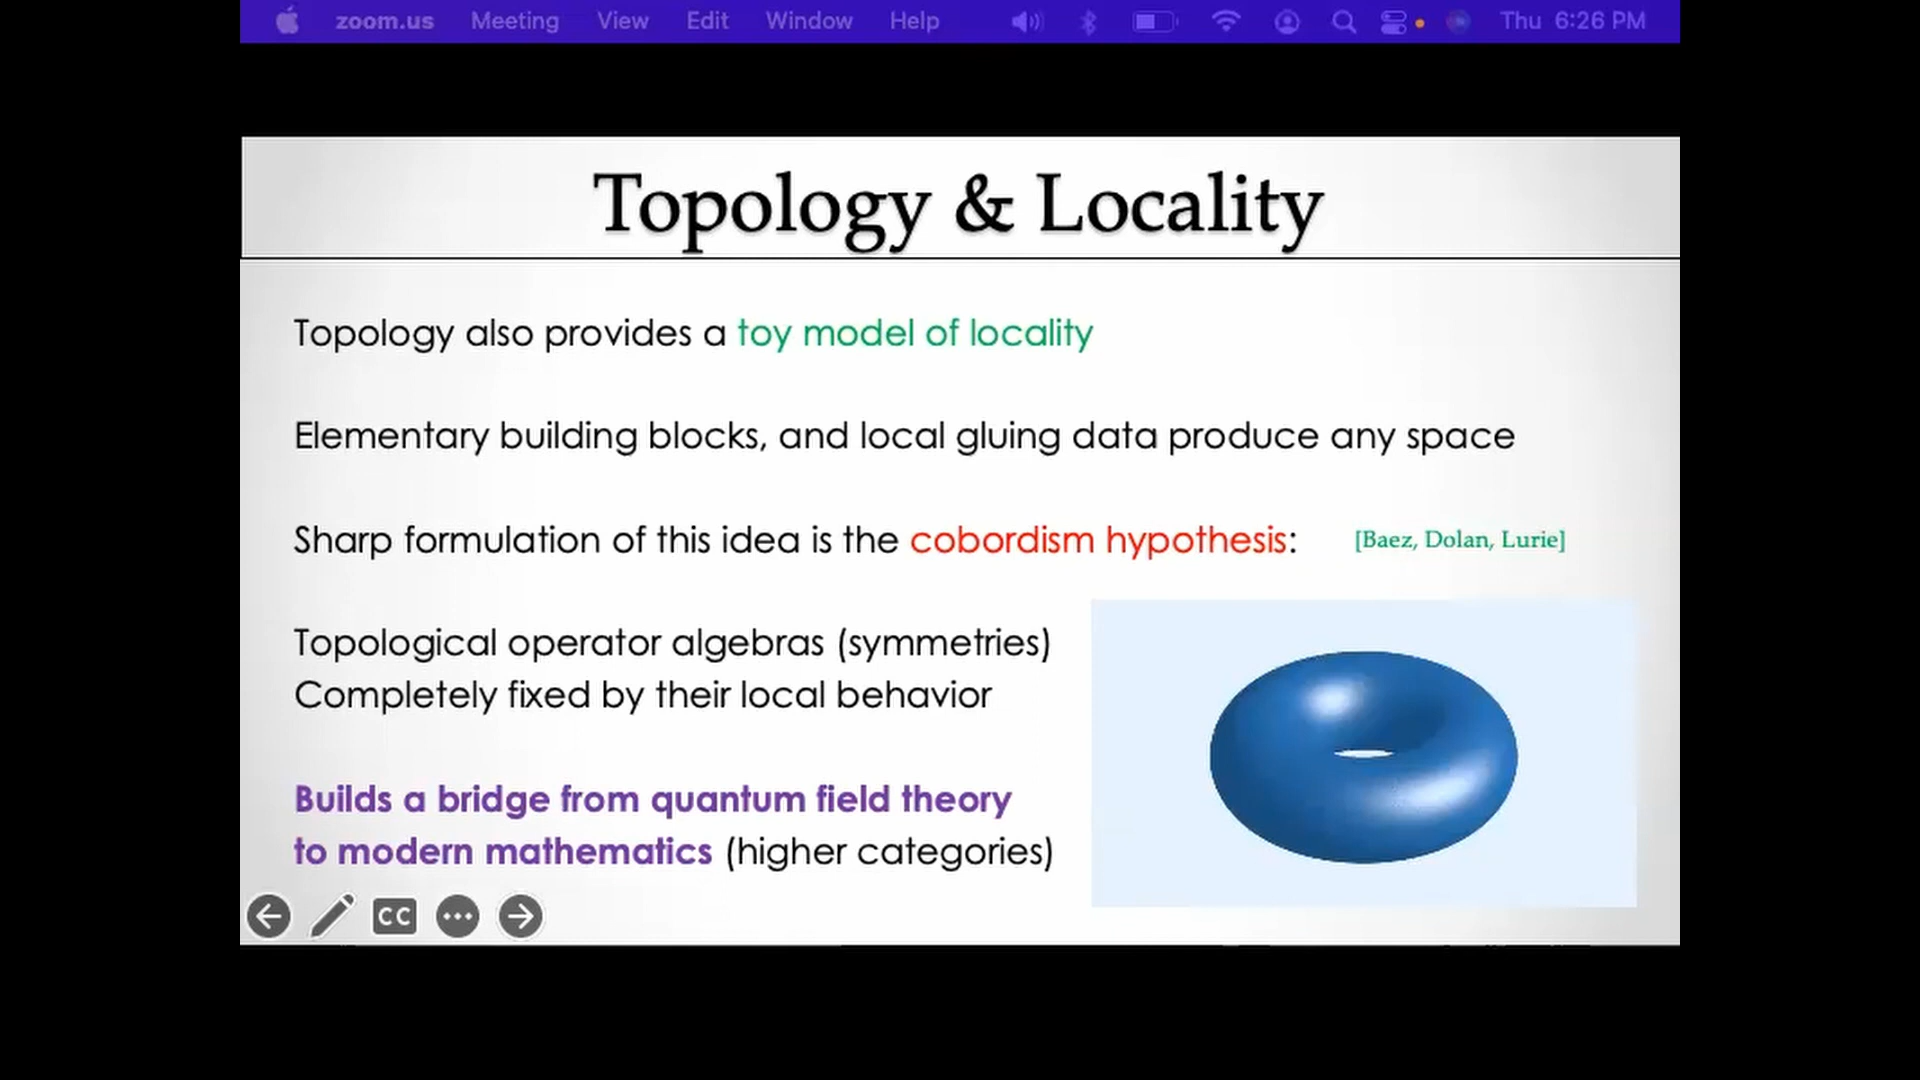 zoom.us Meeting View Edit Window Help Thu 6:26 PM
Topology & Locality
Topology also provides a toy model of locality
Elementary building blocks, and local gluing data produce any space
Sharp formulation of this idea is the cobordism hypothesis: [Baez, Dolan, Lurie]
Topological operator algebras (symmetries)
Completely fixed by their local behavior
Builds a bridge from quantum field theory
to modern mathematics (higher categories)
CC